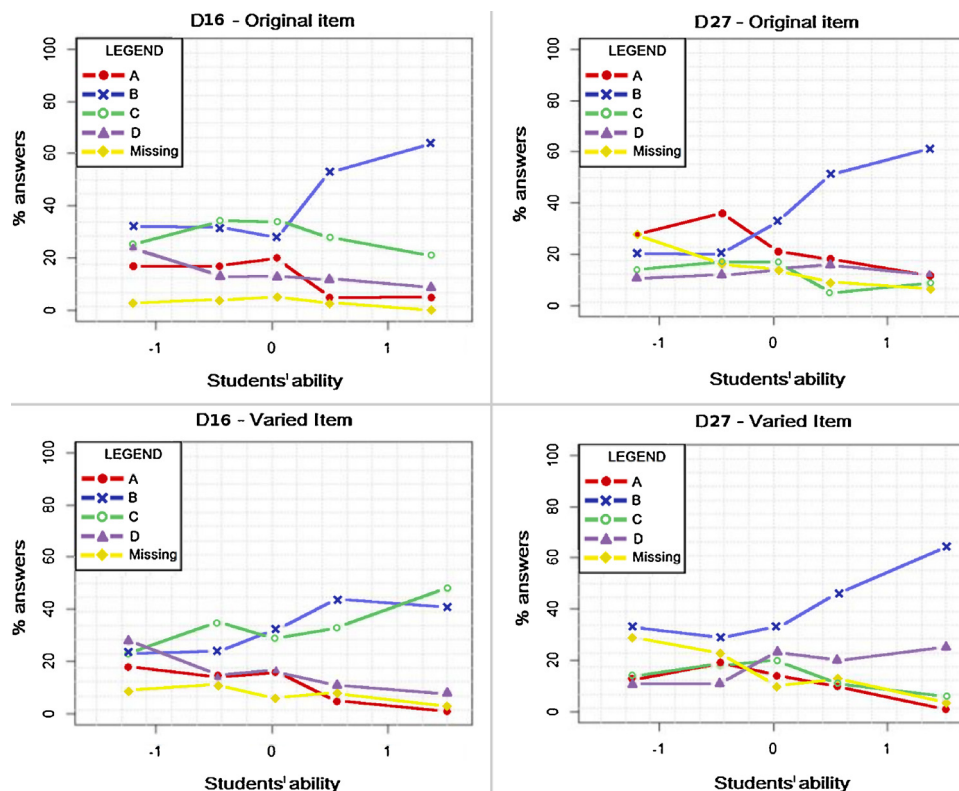 D16 - Original item
LEGEND
A
B
C
D
Missing
% answers
0
20
40
60
80
100
-1
0
1
Students' ability
D27 - Original item
LEGEND
A
B
C
D
Missing
% answers
0
20
40
60
80
100
-1
0
1
Students' ability
D16 - Varied Item
LEGEND
A
B
C
D
Missing
% answers
0
20
40
60
80
100
-1
0
1
Students' ability
D27 - Varied Item
LEGEND
A
B
C
D
Missing
% answers
0
20
40
60
80
100
-1
0
1
Students' ability